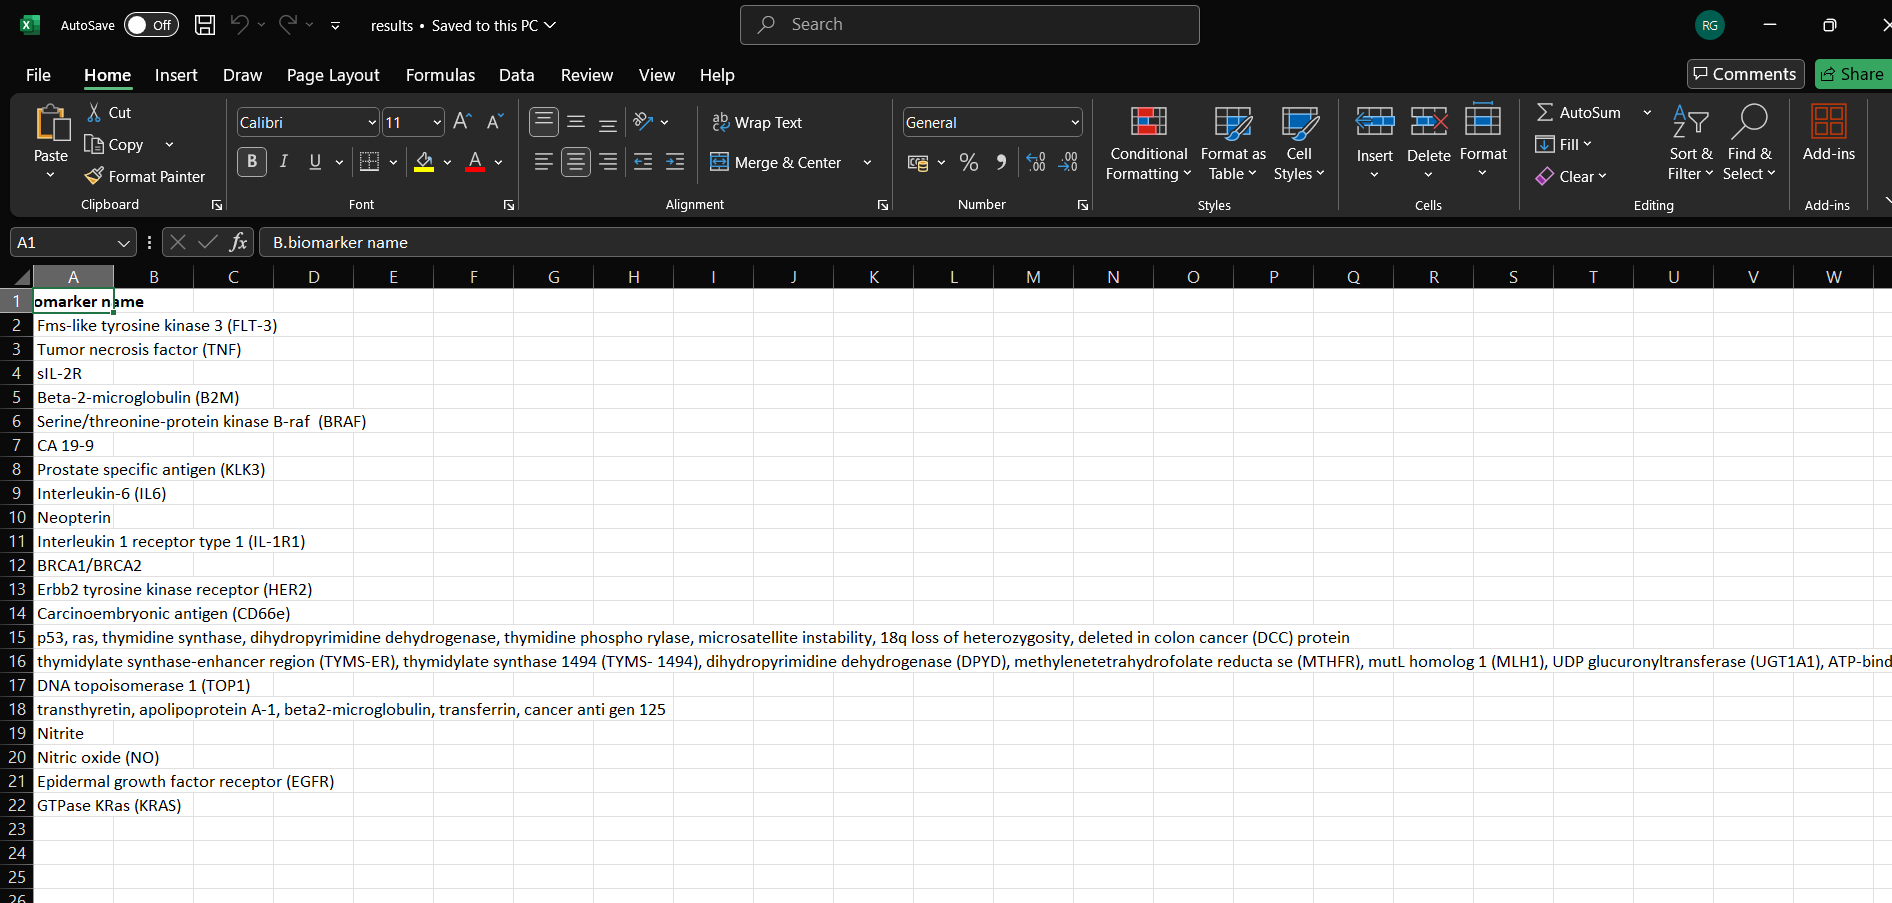 AutoSave Off results • Saved to this PC Search RG
File Home Insert Draw Page Layout Formulas Data Review View Help Comments Share
Paste Cut Copy Format Painter Clipboard
Calibri 11 B I U A Font
ab Wrap Text Merge & Center Alignment
General % Number
Conditional Formatting Format as Table Cell Styles Styles
Insert Delete Format Cells
AutoSum Fill Clear Sort & Filter Find & Select Editing
Add-ins Add-ins
A1 fx B.biomarker name
A B C D E F G H I J K L M N O P Q R S T U V W
1 omarker name
2 Fms-like tyrosine kinase 3 (FLT-3)
3 Tumor necrosis factor (TNF)
4 sIL-2R
5 Beta-2-microglobulin (B2M)
6 Serine/threonine-protein kinase B-raf  (BRAF)
7 CA 19-9
8 Prostate specific antigen (KLK3)
9 Interleukin-6 (IL6)
10 Neopterin
11 Interleukin 1 receptor type 1 (IL-1R1)
12 BRCA1/BRCA2
13 Erbb2 tyrosine kinase receptor (HER2)
14 Carcinoembryonic antigen (CD66e)
15 p53, ras, thymidine synthase, dihydropyrimidine dehydrogenase, thymidine phospho rylase, microsatellite instability, 18q loss of heterozygosity, deleted in colon cancer (DCC) protein
16 thymidylate synthase-enhancer region (TYMS-ER), thymidylate synthase 1494 (TYMS- 1494), dihydropyrimidine dehydrogenase (DPYD), methylenetetrahydrofolate reducta se (MTHFR), mutL homolog 1 (MLH1), UDP glucuronyltransferase (UGT1A1), ATP-bind
17 DNA topoisomerase 1 (TOP1)
18 transthyretin, apolipoprotein A-1, beta2-microglobulin, transferrin, cancer anti gen 125
19 Nitrite
20 Nitric oxide (NO)
21 Epidermal growth factor receptor (EGFR)
22 GTPase KRas (KRAS)
23
24
25
26